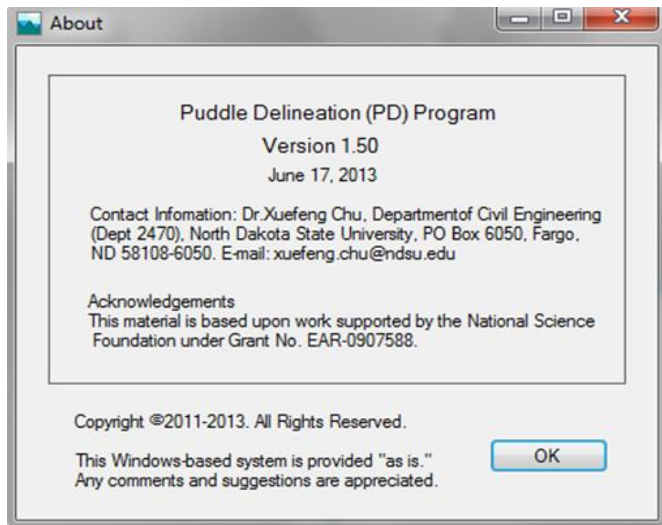 About
Puddle Delineation (PD) Program
Version 1.50
June 17, 2013
Contact Infomation: Dr.Xuefeng Chu, Departmentof Civil Engineering
(Dept 2470), North Dakota State University, PO Box 6050, Fargo,
ND 58108-6050. E-mail: xuefeng.chu@ndsu.edu
Acknowledgements
This material is based upon work supported by the National Science
Foundation under Grant No. EAR-0907588.
Copyright ©2011-2013. All Rights Reserved.
This Windows-based system is provided "as is."
Any comments and suggestions are appreciated.
OK